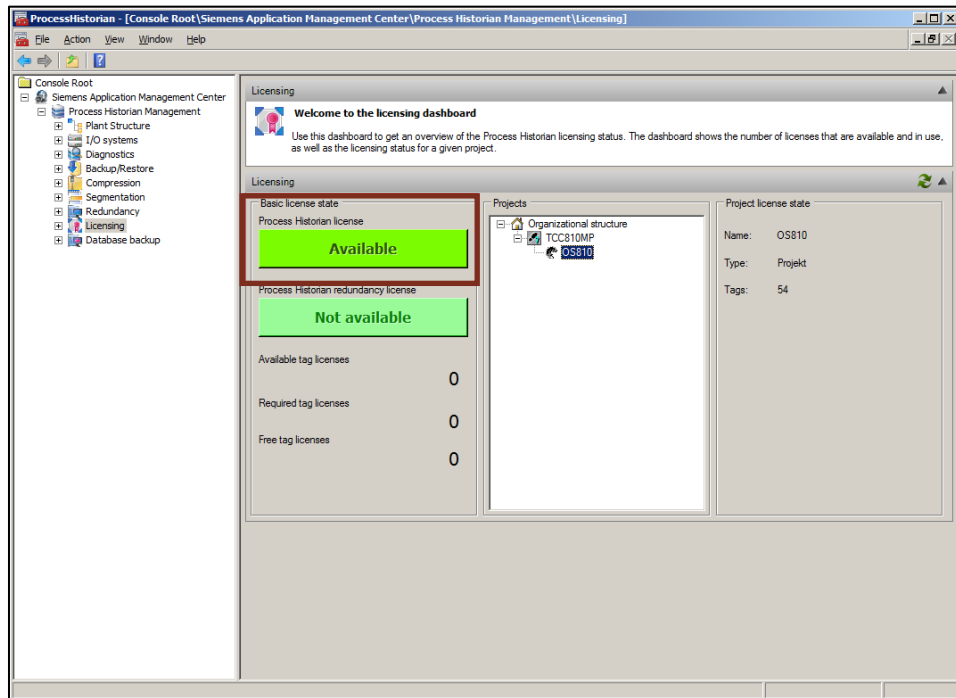 ProcessHistorian - [Console Root\Siemens Application Management Center\Process Historian Management\Licensing]
File Action View Window Help
Console Root
Siemens Application Management Center
Process Historian Management
Plant Structure
I/O systems
Diagnostics
Backup/Restore
Compression
Segmentation
Redundancy
Licensing
Database backup
Licensing
Welcome to the licensing dashboard
Use this dashboard to get an overview of the Process Historian licensing status. The dashboard shows the number of licenses that are available and in use,
as well as the licensing status for a given project.
Licensing
Basic license state
Process Historian license
Available
Process Historian redundancy license
Not available
Available tag licenses
0
Required tag licenses
0
Free tag licenses
0
Projects
Organizational structure
TCC810MP
OS810
Project license state
Name: OS810
Type: Projekt
Tags: 54